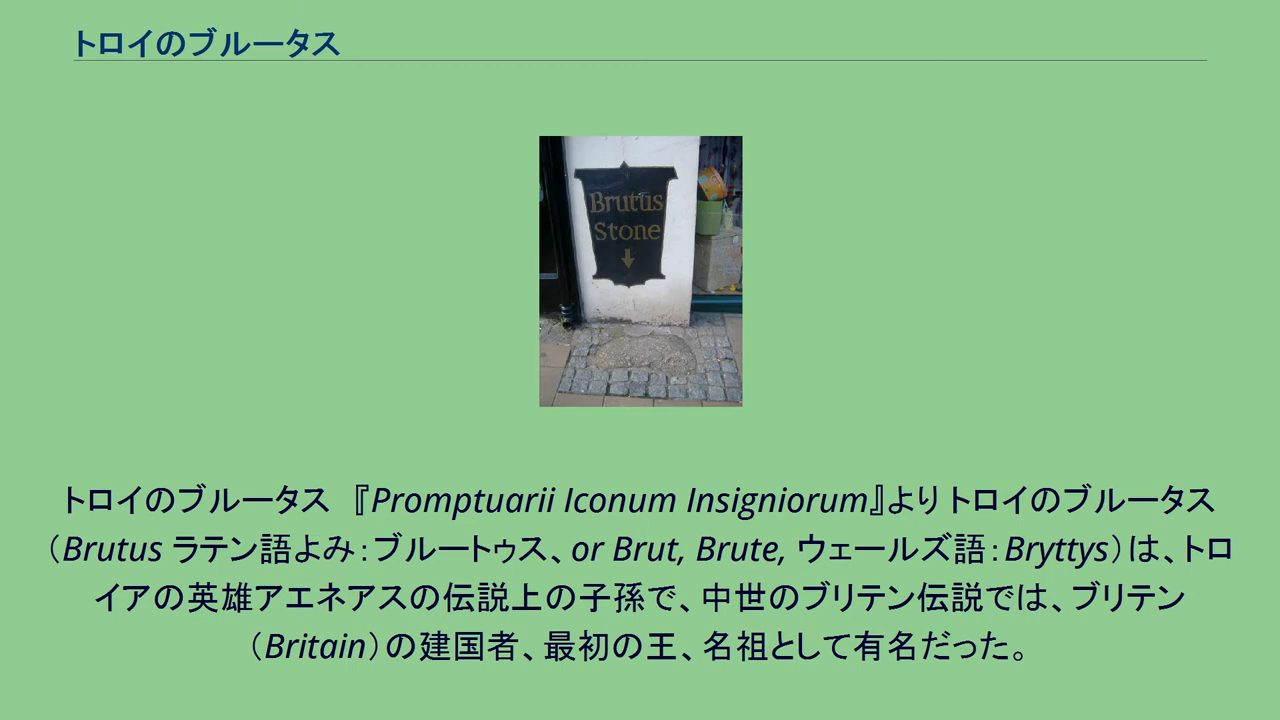 トロイのブルータス
Brutus
Stone
トロイのブルータス 『Promptuarii Iconum Insigniorum』より トロイのブルータス
（Brutus ラテン語よみ：ブルートゥス、or Brut, Brute, ウェールズ語：Bryttys）は、トロ
イアの英雄アエネアスの伝説上の子孫で、中世のブリテン伝説では、ブリテン
（Britain）の建国者、最初の王、名祖として有名だった。